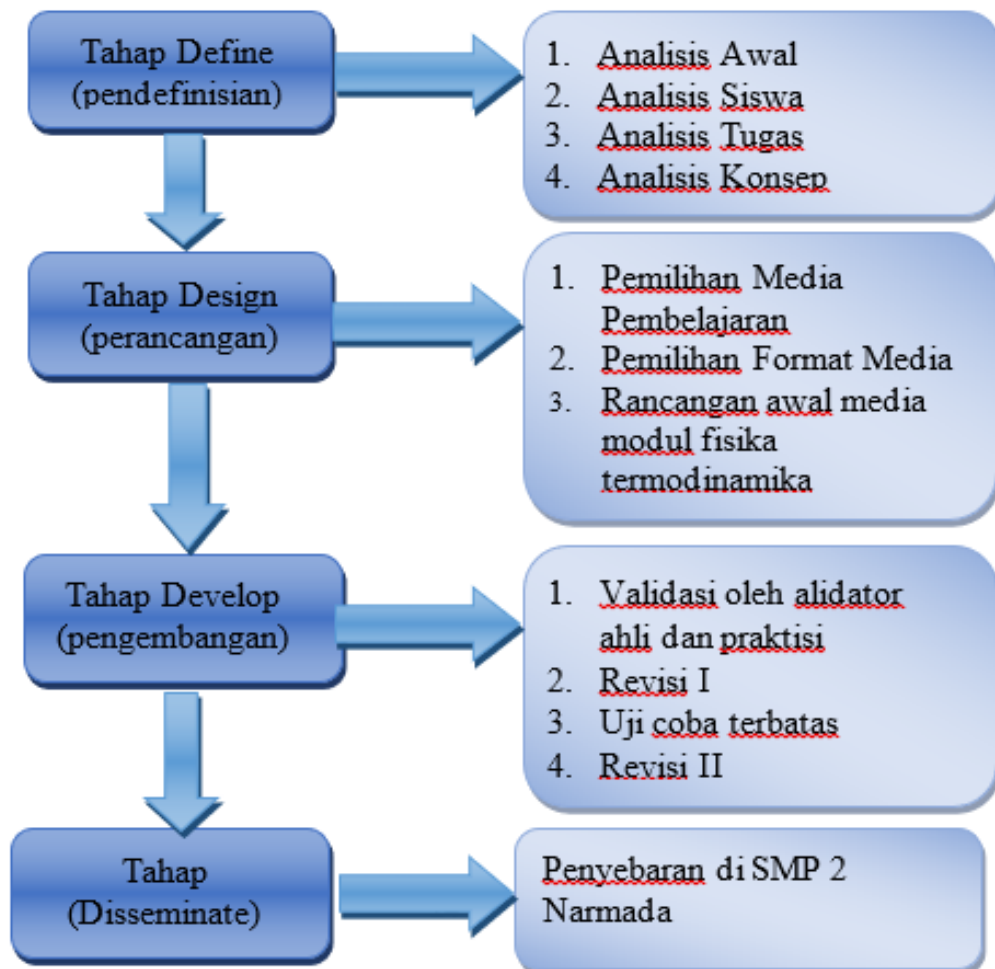 Tahap Define
(pendefinisian)
1. Analisis Awal
2. Analisis Siswa
3. Analisis Tugas
4. Analisis Konsep
Tahap Design
(perancangan)
1. Pemilihan Media
Pembelajaran
2. Pemilihan Format Media
3. Rancangan awal media
modul fisika
termodinamika
Tahap Develop
(pengembangan)
1. Validasi oleh alidator
ahli dan praktisi
2. Revisi I
3. Uji coba terbatas
4. Revisi II
Tahap
(Disseminate)
Penyebaran di SMP 2
Narmada